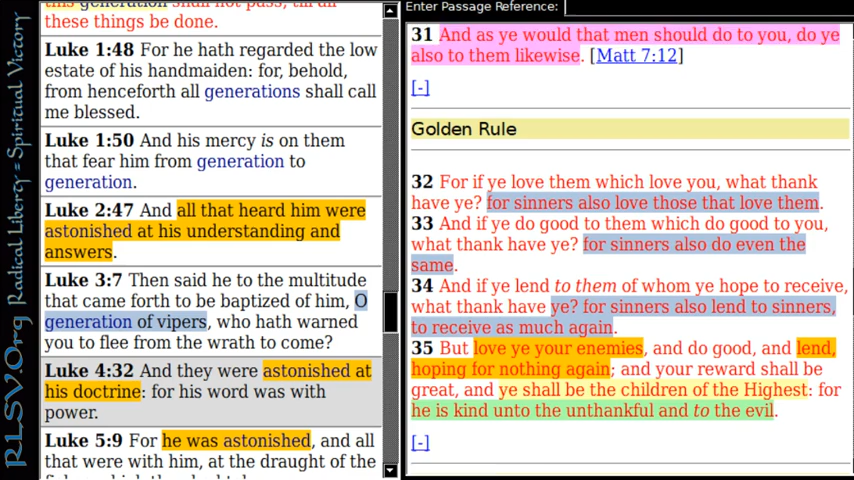 RLSV.Org Radical Liberty = Spiritual Victory
this generation shall not pass, till all
these things be done.
Luke 1:48 For he hath regarded the low
estate of his handmaiden: for, behold,
from henceforth all generations shall call
me blessed.
Luke 1:50 And his mercy is on them
that fear him from generation to
generation.
Luke 2:47 And all that heard him were
astonished at his understanding and
answers.
Luke 3:7 Then said he to the multitude
that came forth to be baptized of him, O
generation of vipers, who hath warned
you to flee from the wrath to come?
Luke 4:32 And they were astonished at
his doctrine: for his word was with
power.
Luke 5:9 For he was astonished, and all
that were with him, at the draught of the
Enter Passage Reference:
31 And as ye would that men should do to you, do ye
also to them likewise. [Matt 7:12]
[-]
Golden Rule
32 For if ye love them which love you, what thank
have ye? for sinners also love those that love them.
33 And if ye do good to them which do good to you,
what thank have ye? for sinners also do even the
same.
34 And if ye lend to them of whom ye hope to receive,
what thank have ye? for sinners also lend to sinners,
to receive as much again.
35 But love ye your enemies, and do good, and lend,
hoping for nothing again; and your reward shall be
great, and ye shall be the children of the Highest: for
he is kind unto the unthankful and to the evil.
[-]